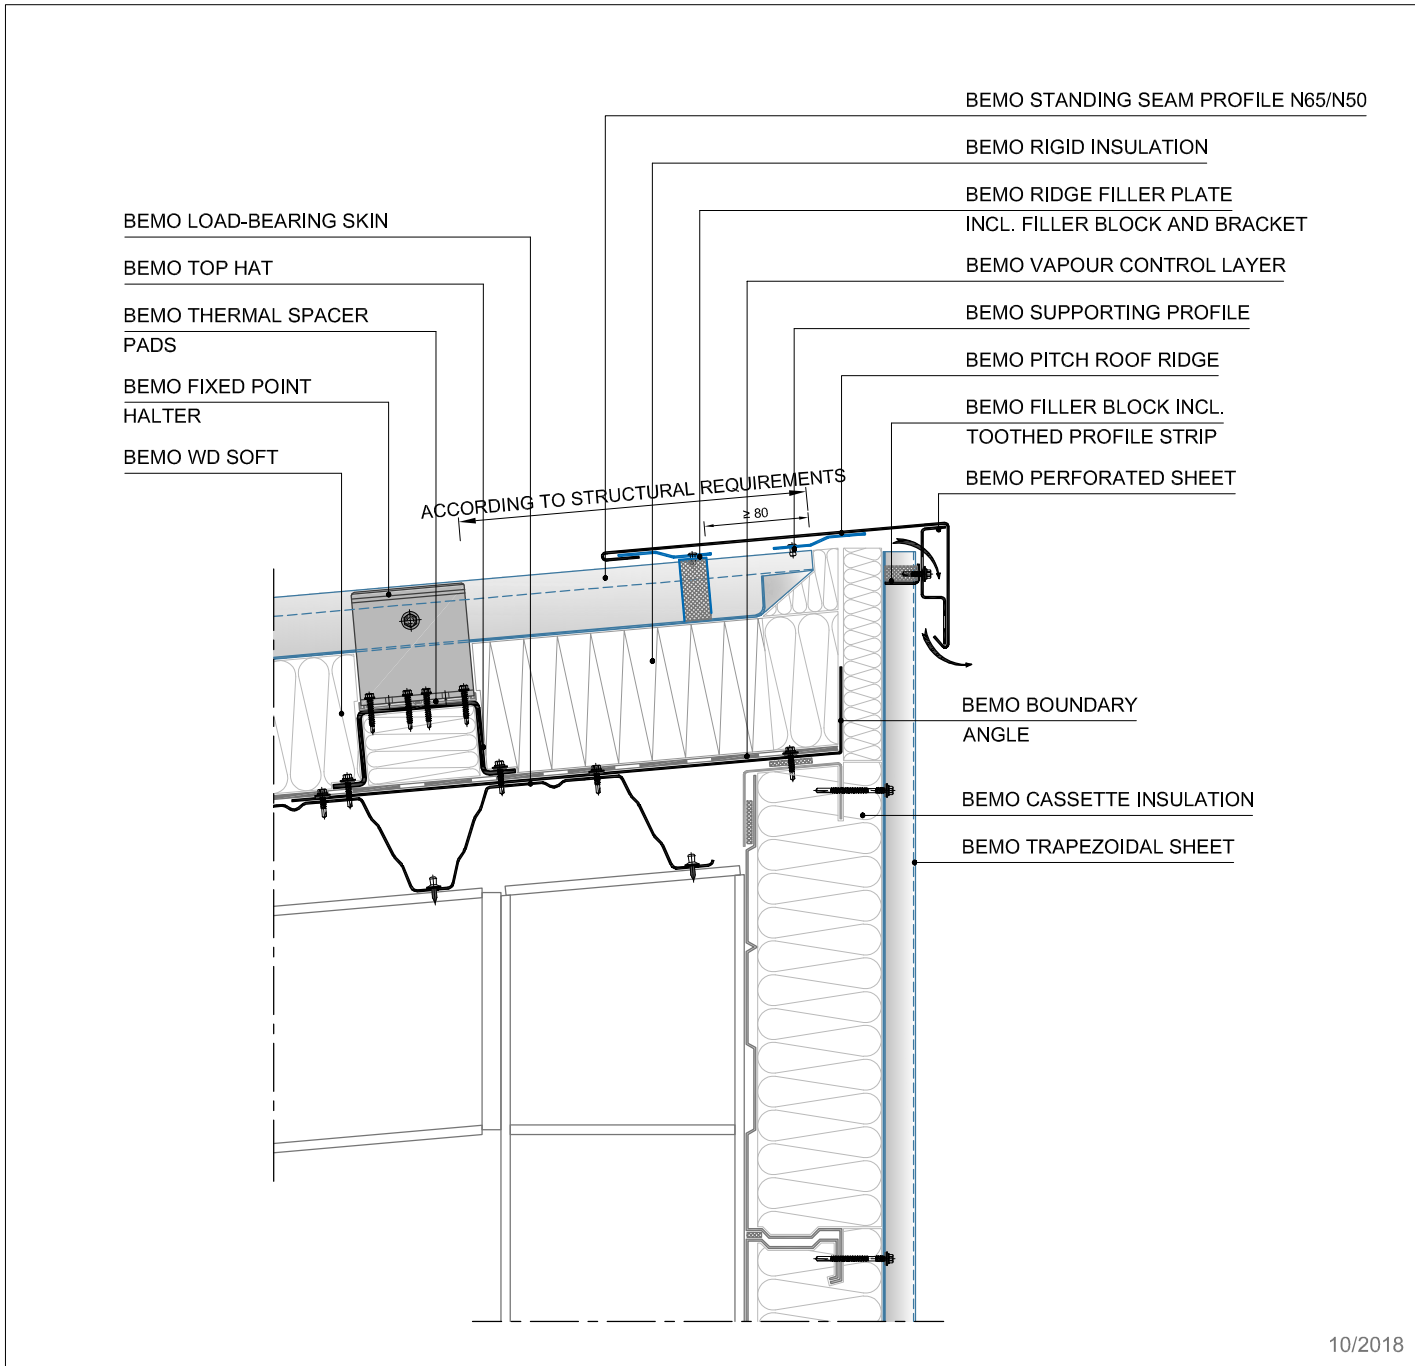 BEMO STANDING SEAM PROFILE N65/N50
BEMO RIGID INSULATION
BEMO RIDGE FILLER PLATE
INCL. FILLER BLOCK AND BRACKET
BEMO VAPOUR CONTROL LAYER
BEMO SUPPORTING PROFILE
BEMO PITCH ROOF RIDGE
BEMO FILLER BLOCK INCL.
TOOTHED PROFILE STRIP
BEMO PERFORATED SHEET
BEMO LOAD-BEARING SKIN
BEMO TOP HAT
BEMO THERMAL SPACER
PADS
BEMO FIXED POINT
HALTER
BEMO WD SOFT
ACCORDING TO STRUCTURAL REQUIREMENTS
≥ 80
BEMO BOUNDARY
ANGLE
BEMO CASSETTE INSULATION
BEMO TRAPEZOIDAL SHEET
10/2018